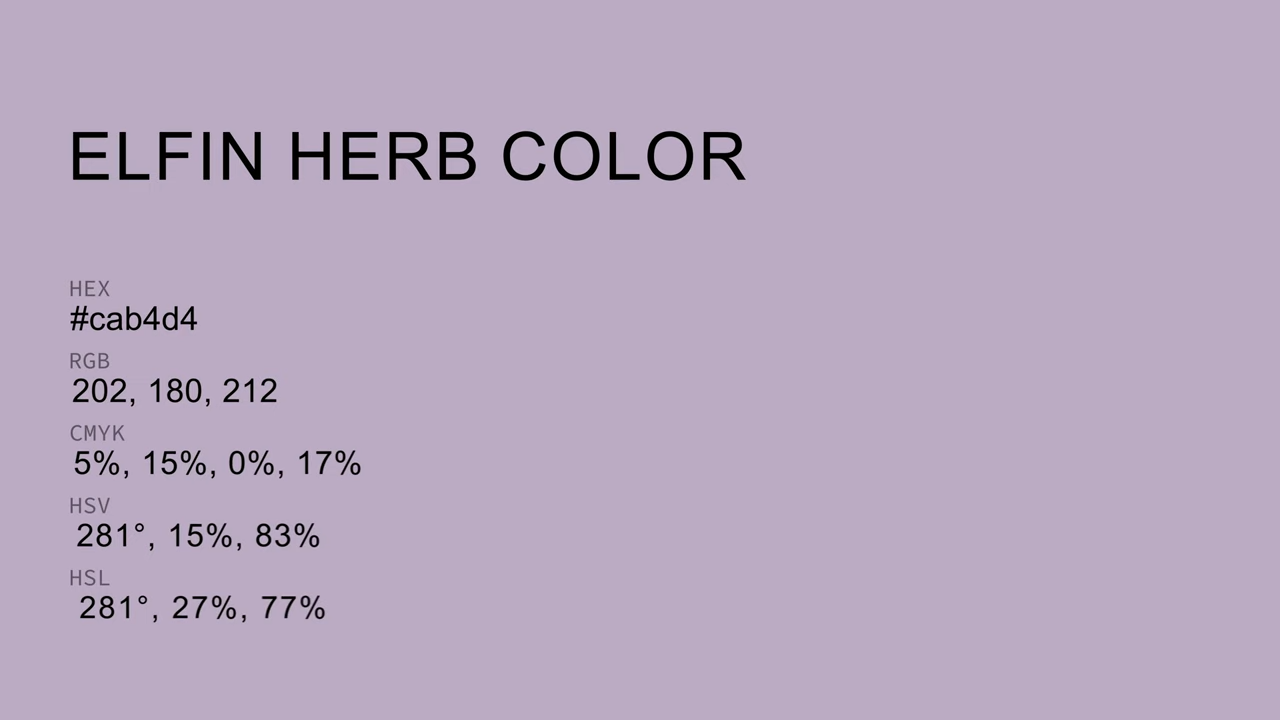 ELFIN HERB COLOR
HEX
#cab4d4
RGB
202, 180, 212
CMYK
5%, 15%, 0%, 17%
HSV
281°, 15%, 83%
HSL
281°, 27%, 77%